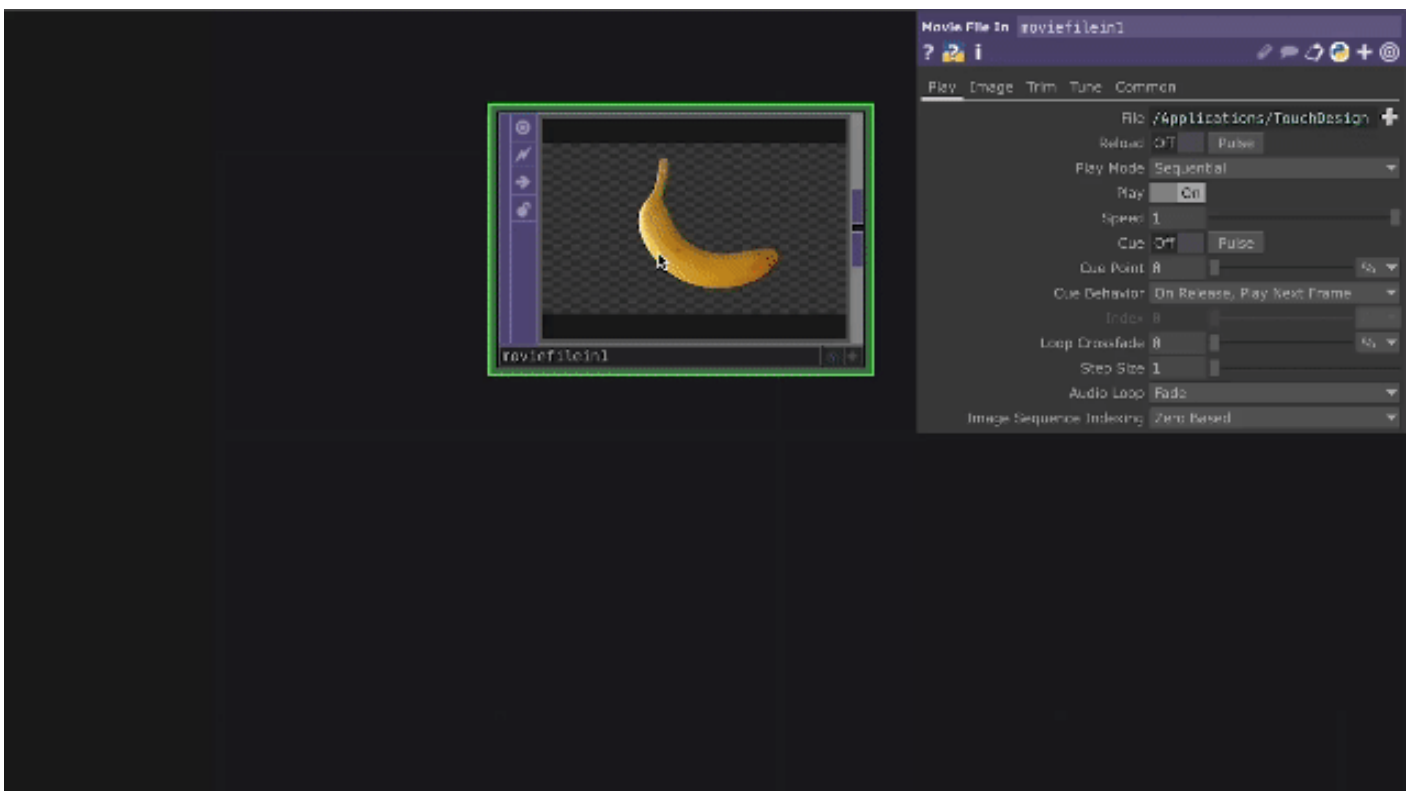 Movie File In moviefilein1
? ? i
Play Image Trim Tune Common
File /Applications/TouchDesign
Reload Off Pulse
Play Mode Sequential
Play On
Speed 1
Cue Off Pulse
Cue Point 0 %
Cue Behavior On Release, Play Next Frame
Index 0
Loop Crossfade 0 %
Step Size 1
Audio Loop Fade
Image Sequence Indexing Zero Based
moviefilein1